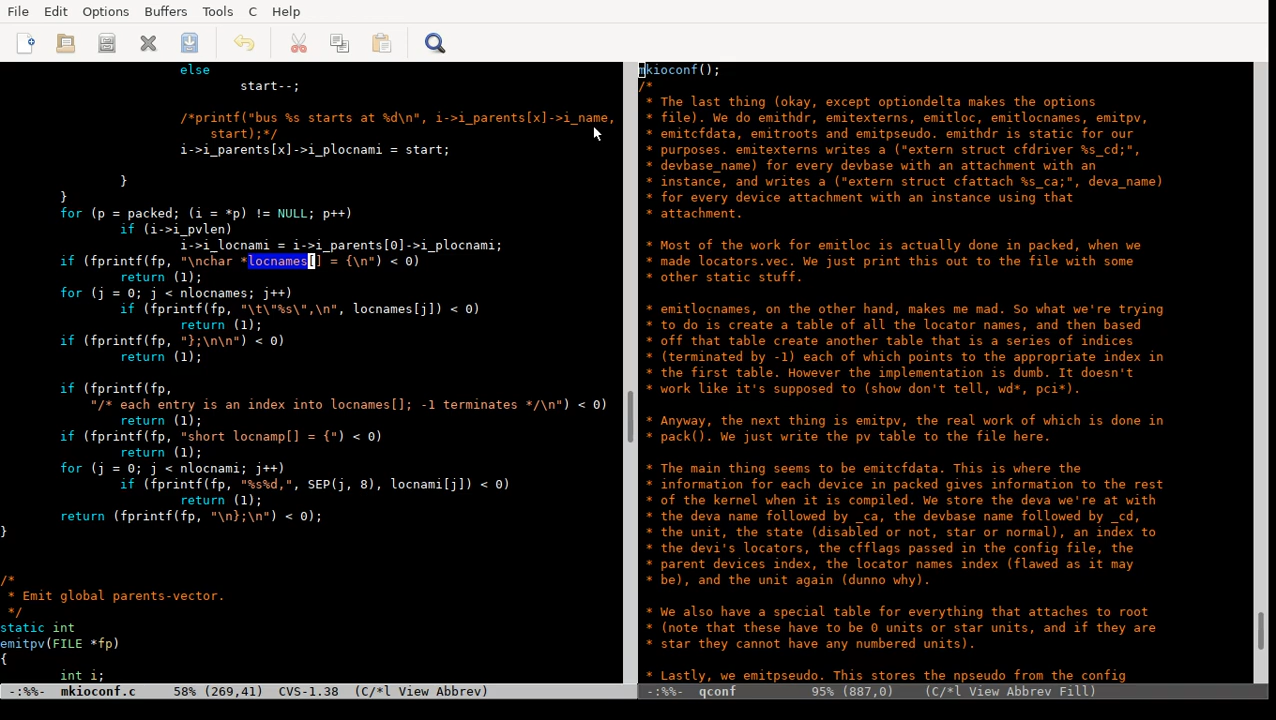 File Edit Options Buffers Tools C Help
else
start--;
/*printf("bus %s starts at %d\n", i->i_parents[x]->i_name,
start);*/
i->i_parents[x]->i_plocnami = start;
}
}
for (p = packed; (i = *p) != NULL; p++)
if (i->i_pvlen)
i->i_locnami = i->i_parents[0]->i_plocnami;
if (fprintf(fp, "\nchar *locnames[] = {\n") < 0)
return (1);
for (j = 0; j < nlocnames; j++)
if (fprintf(fp, "\t\"%s\",\n", locnames[j]) < 0)
return (1);
if (fprintf(fp, "};\n\n") < 0)
return (1);
if (fprintf(fp,
"/* each entry is an index into locnames[]; -1 terminates */\n") < 0)
return (1);
if (fprintf(fp, "short locnamp[] = {") < 0)
return (1);
for (j = 0; j < nlocnami; j++)
if (fprintf(fp, "%s%d,", SEP(j, 8), locnami[j]) < 0)
return (1);
return (fprintf(fp, "\n};\n") < 0);
}
/*
* Emit global parents-vector.
*/
static int
emitpv(FILE *fp)
{
int i;
-:%%- mkioconf.c 58% (269,41) CVS-1.38 (C/*l View Abbrev)
mkioconf();
/*
* The last thing (okay, except optiondelta makes the options
* file). We do emithdr, emitexterns, emitloc, emitlocnames, emitpv,
* emitcfdata, emitroots and emitpseudo. emithdr is static for our
* purposes. emitexterns writes a ("extern struct cfdriver %s_cd;",
* devbase_name) for every devbase with an attachment with an
* instance, and writes a ("extern struct cfattach %s_ca;", deva_name)
* for every device attachment with an instance using that
* attachment.
* Most of the work for emitloc is actually done in packed, when we
* made locators.vec. We just print this out to the file with some
* other static stuff.
* emitlocnames, on the other hand, makes me mad. So what we're trying
* to do is create a table of all the locator names, and then based
* off that table create another table that is a series of indices
* (terminated by -1) each of which points to the appropriate index in
* the first table. However the implementation is dumb. It doesn't
* work like it's supposed to (show don't tell, wd*, pci*).
* Anyway, the next thing is emitpv, the real work of which is done in
* pack(). We just write the pv table to the file here.
* The main thing seems to be emitcfdata. This is where the
* information for each device in packed gives information to the rest
* of the kernel when it is compiled. We store the deva we're at with
* the deva name followed by _ca, the devbase name followed by _cd,
* the unit, the state (disabled or not, star or normal), an index to
* the devi's locators, the cfflags passed in the config file, the
* parent devices index, the locator names index (flawed as it may
* be), and the unit again (dunno why).
* We also have a special table for everything that attaches to root
* (note that these have to be 0 units or star units, and if they are
* star they cannot have any numbered units).
* Lastly, we emitpseudo. This stores the npseudo from the config
-:%%- qconf 95% (887,0) (C/*l View Abbrev Fill)